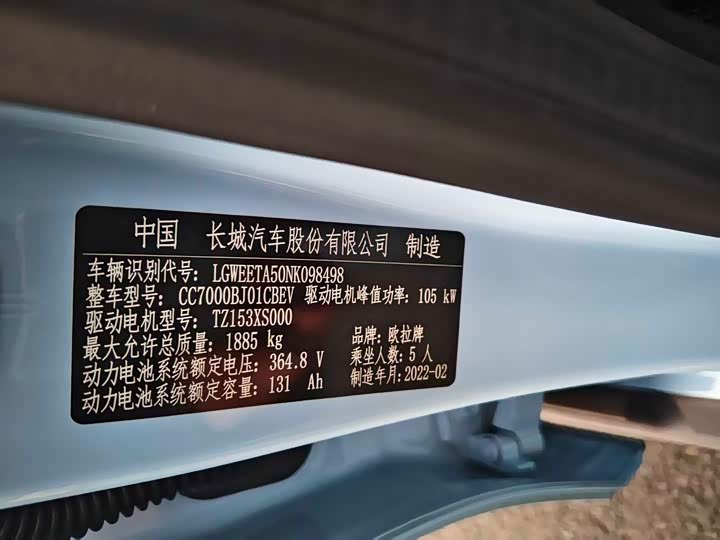 中国 长城汽车股份有限公司 制造
车辆识别代号: LGWEETA50NK098498
整车型号: CC7000BJ01CBEV 驱动电机峰值功率: 105 kW
驱动电机型号: TZ153XS000
最大允许总质量: 1885 kg 品牌: 欧拉牌
动力电池系统额定电压: 364.8 V 乘坐人数: 5 人
动力电池系统额定容量: 131 Ah 制造年月: 2022-02